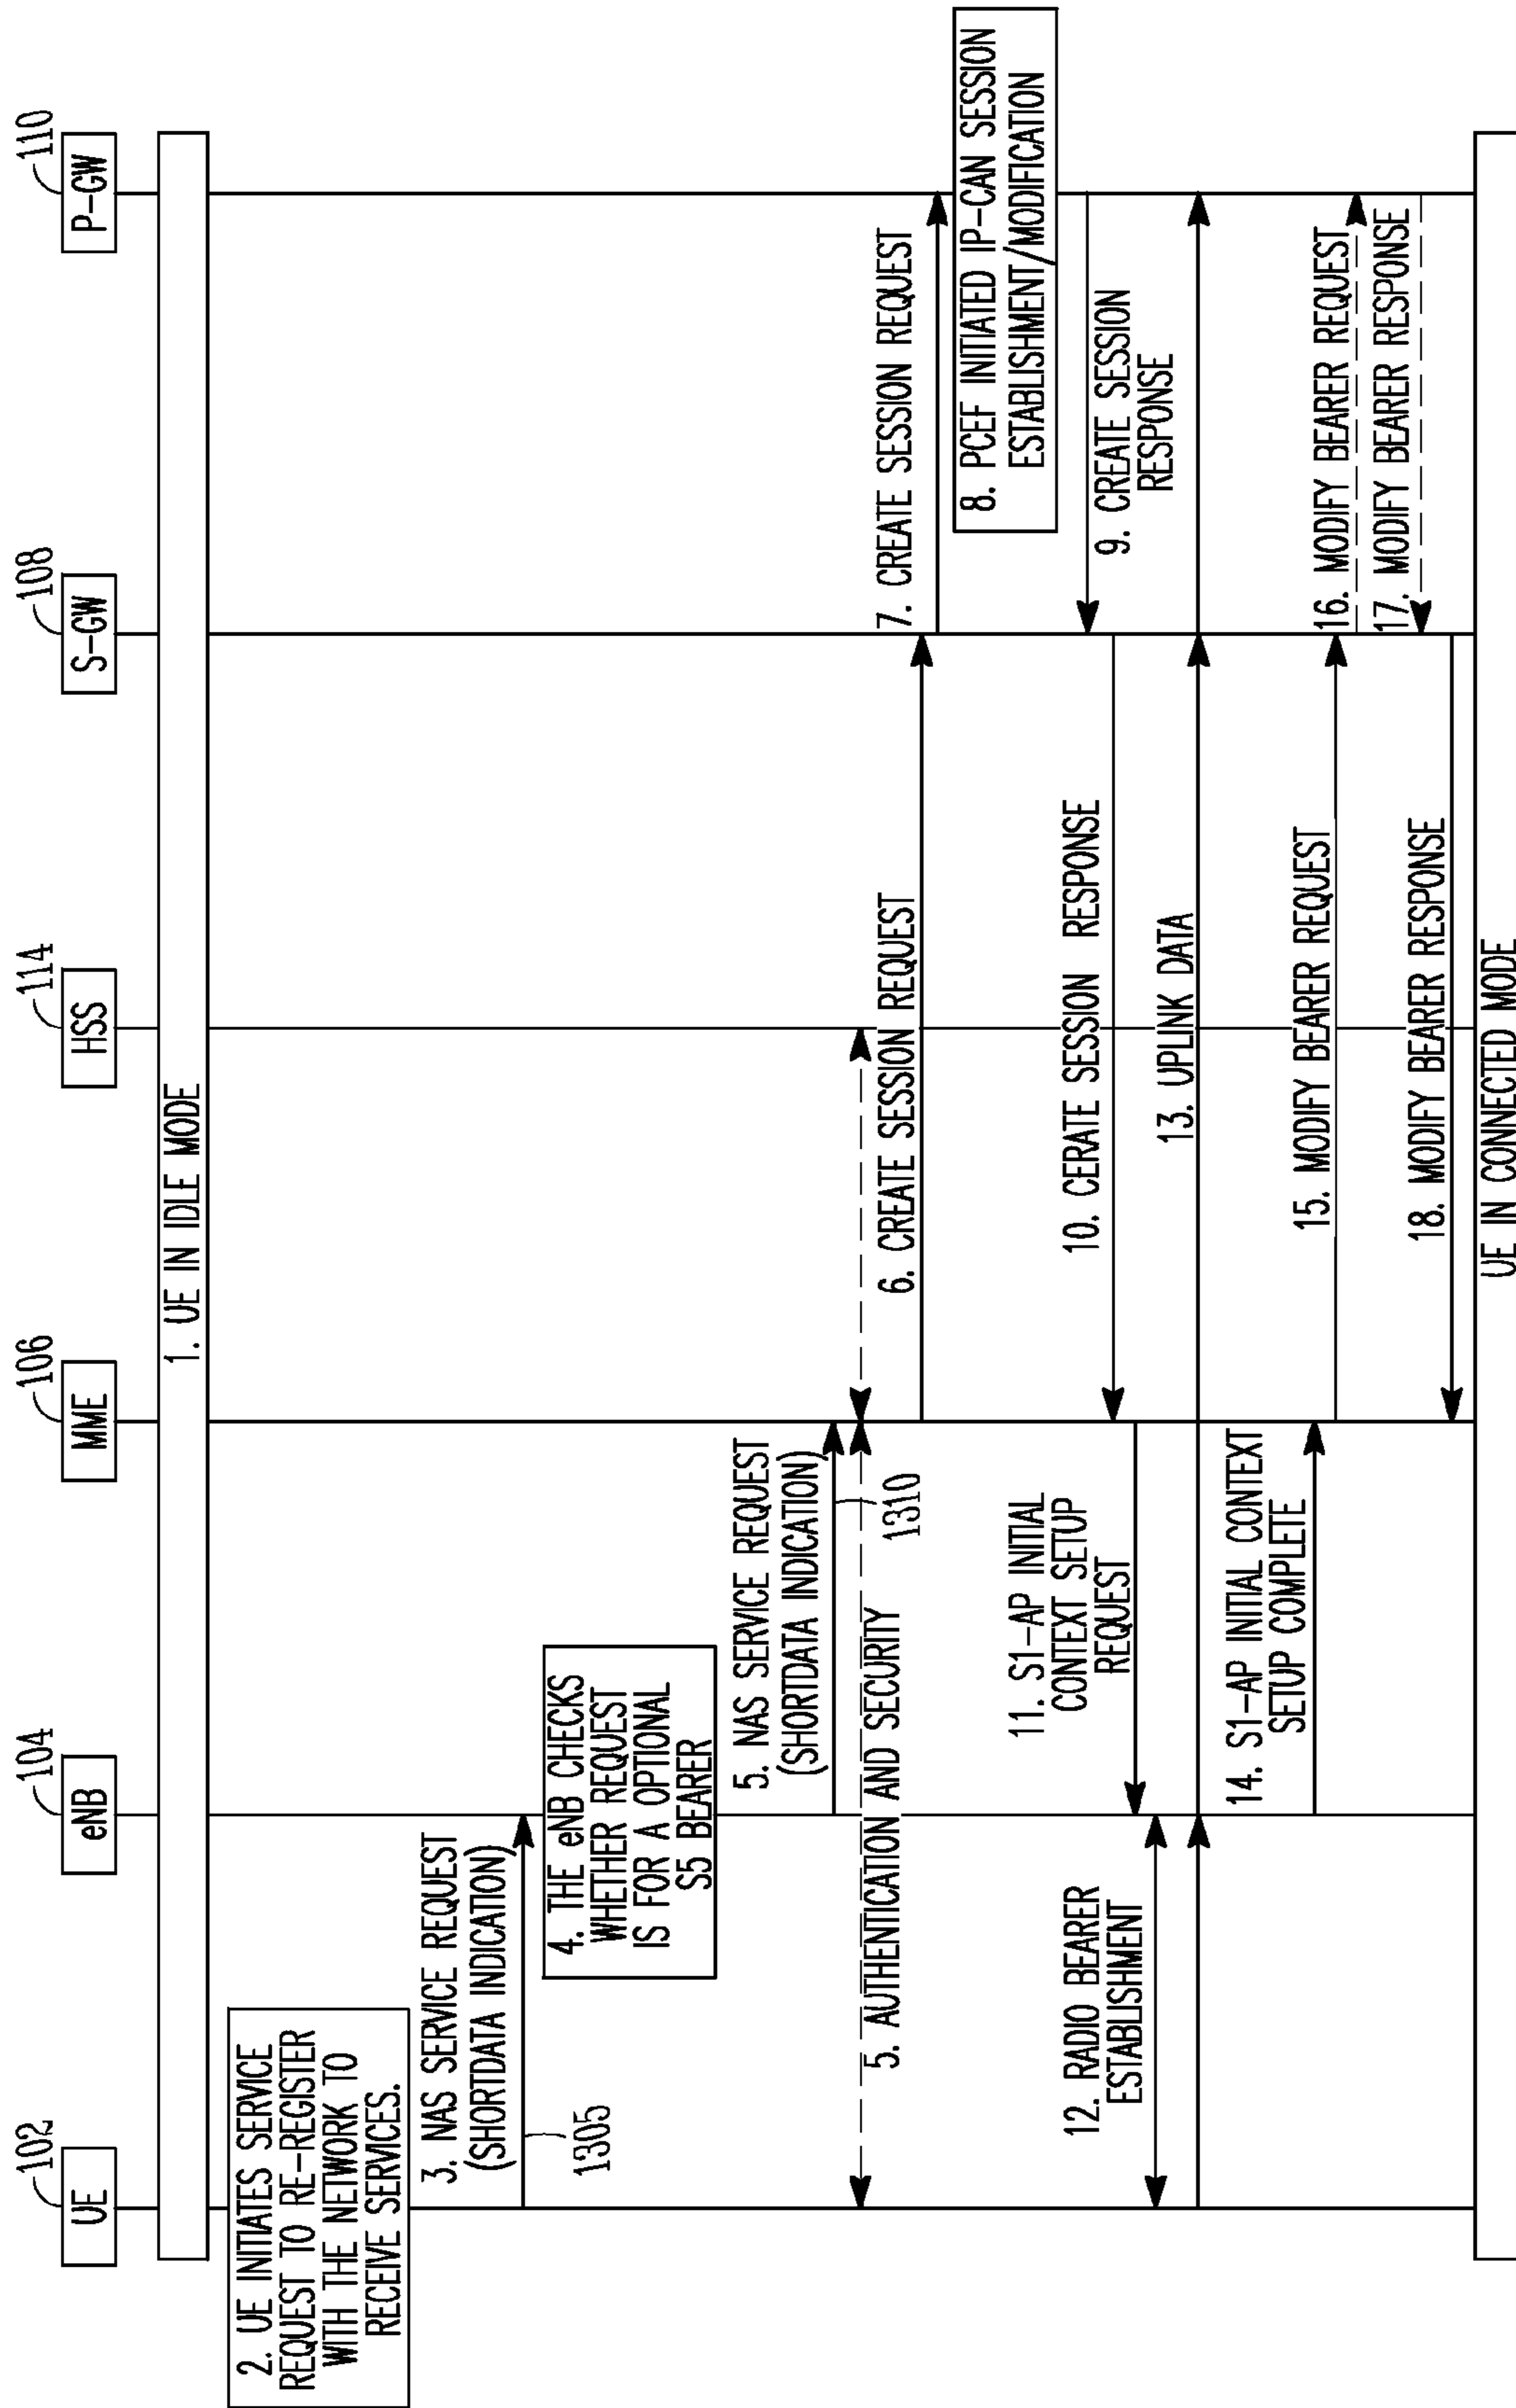 102
104
106
114
108
110
UE
eNB
MME
HSS
S-GW
P-GW
1. UE IN IDLE MODE
2. UE INITIATES SERVICE
REQUEST TO RE-REGISTER
WITH THE NETWORK TO
RECEIVE SERVICES.
3. NAS SERVICE REQUEST
(SHORTDATA INDICATION)
1305
4. THE eNB CHECKS
WHETHER REQUEST
IS FOR A OPTIONAL
S5 BEARER
5. NAS SERVICE REQUEST
(SHORTDATA INDICATION)
1310
5. AUTHENTICATION AND SECURITY
6. CREATE SESSION REQUEST
7. CREATE SESSION REQUEST
8. PCEF INITIATED IP-CAN SESSION
ESTABLISHMENT/MODIFICATION
9. CREATE SESSION
RESPONSE
10. CERATE SESSION RESPONSE
11. S1-AP INITIAL
CONTEXT SETUP
REQUEST
12. RADIO BEARER
ESTABLISHMENT
13. UPLINK DATA
14. S1-AP INITIAL CONTEXT
SETUP COMPLETE
15. MODIFY BEARER REQUEST
16. MODIFY BEARER REQUEST
17. MODIFY BEARER RESPONSE
18. MODIFY BEARER RESPONSE
UE IN CONNECTED MODE